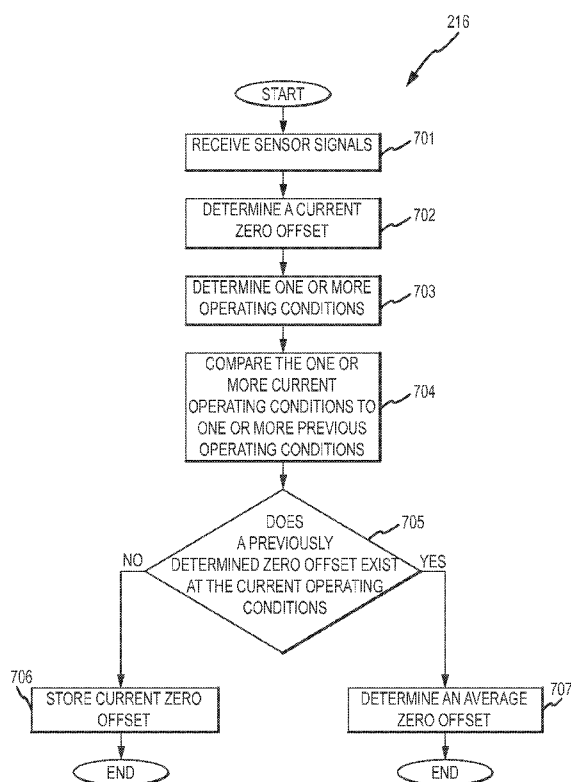 216
START
RECEIVE SENSOR SIGNALS
701
DETERMINE A CURRENT
ZERO OFFSET
702
DETERMINE ONE OR MORE
OPERATING CONDITIONS
703
COMPARE THE ONE OR
MORE CURRENT
OPERATING CONDITIONS TO
ONE OR MORE PREVIOUS
OPERATING CONDITIONS
704
DOES
A PREVIOUSLY
DETERMINED ZERO OFFSET EXIST
AT THE CURRENT OPERATING
CONDITIONS
705
NO
YES
706
STORE CURRENT ZERO
OFFSET
DETERMINE AN AVERAGE
ZERO OFFSET
707
END
END